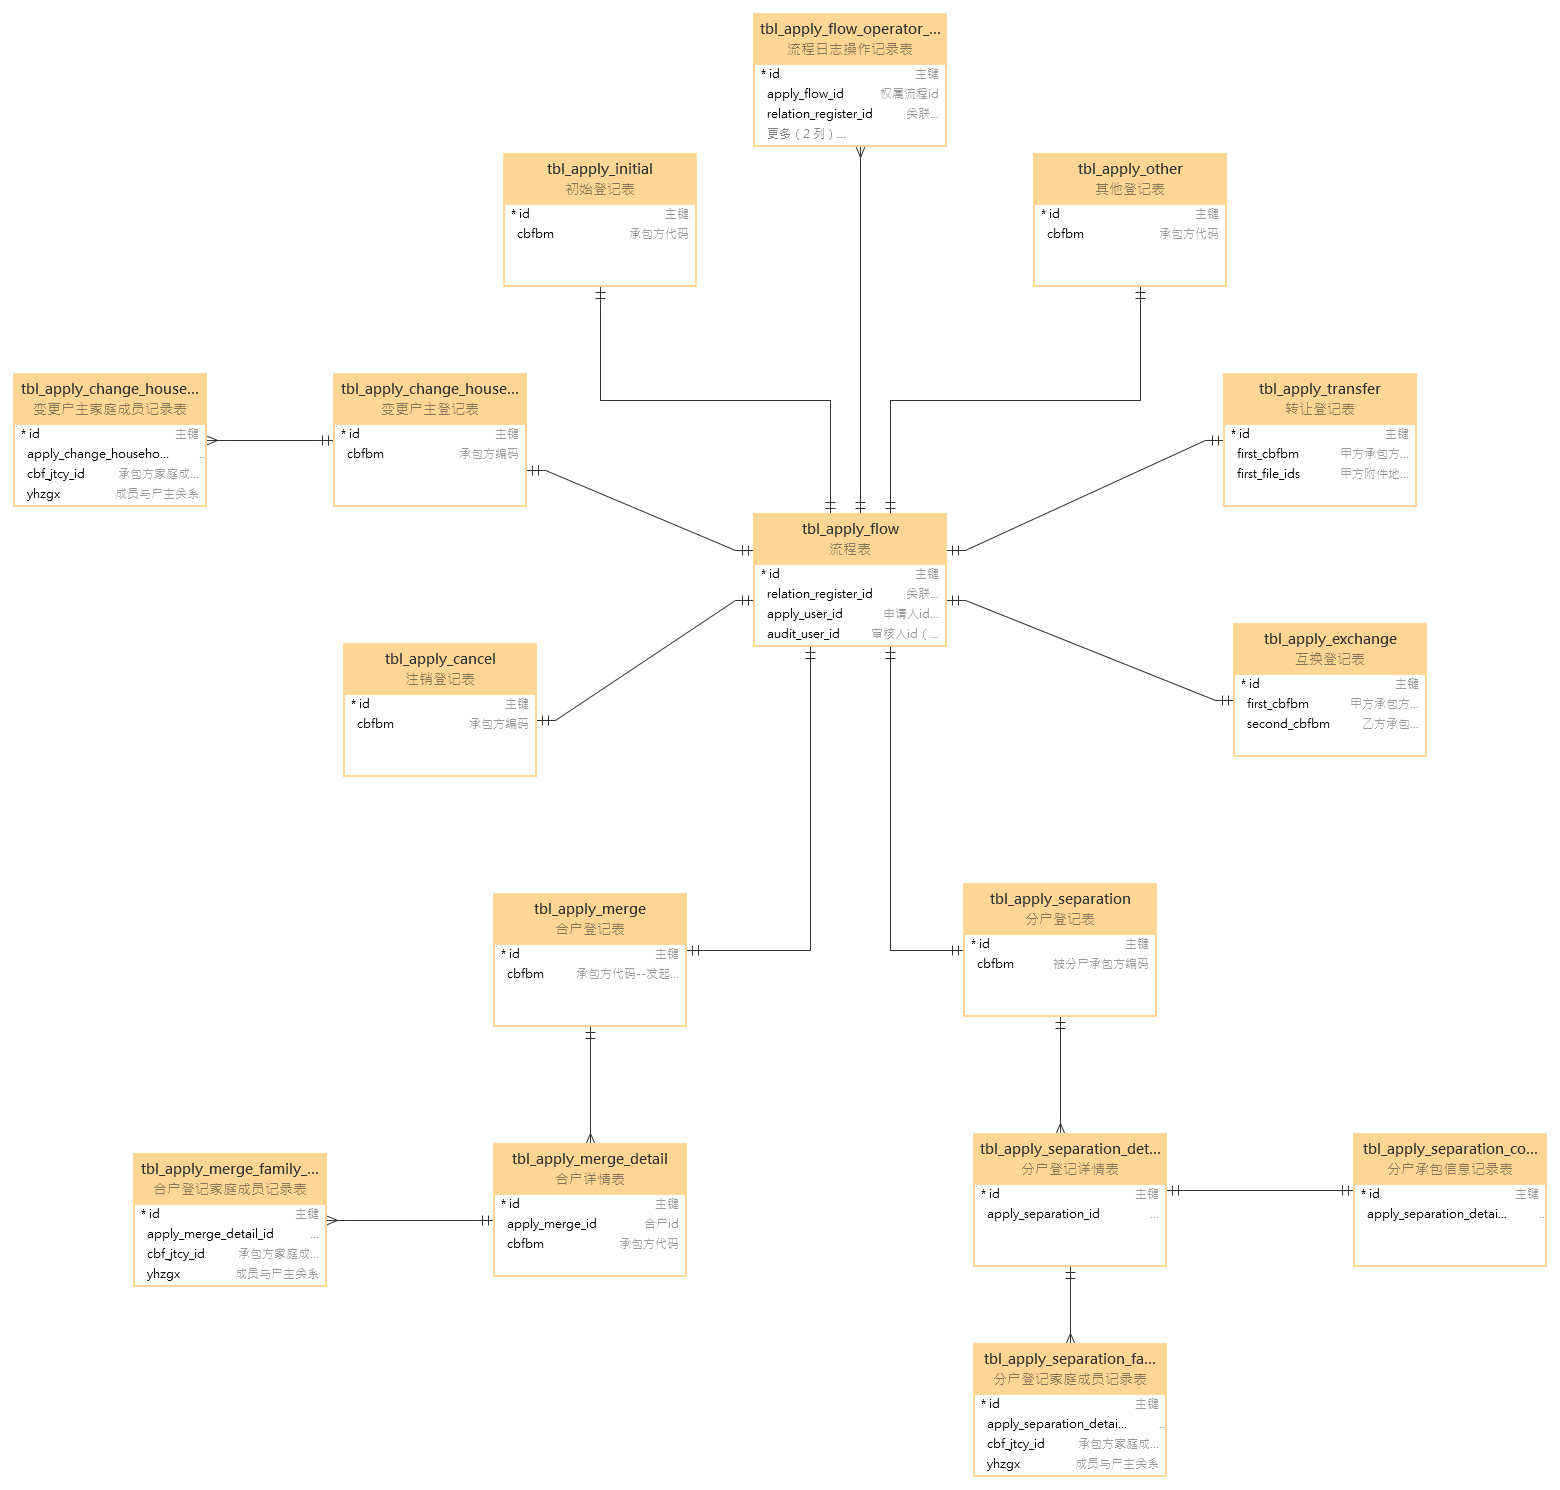 tbl_apply_flow_operator_...
流程日志操作记录表
* id 主键
apply_flow_id 权属流程id
relation_register_id 关联...
更多 ( 2 列 ) ...
tbl_apply_initial
初始登记表
* id 主键
cbfbm 承包方代码
tbl_apply_other
其他登记表
* id 主键
cbfbm 承包方代码
tbl_apply_change_house...
变更户主家庭成员记录表
* id 主键
apply_change_househo... ..
cbf_jtcy_id 承包方家庭成...
yhzgx 成员与户主关系
tbl_apply_change_house...
变更户主登记表
* id 主键
cbfbm 承包方编码
tbl_apply_transfer
转让登记表
* id 主键
first_cbfbm 甲方承包方...
first_file_ids 甲方附件地...
tbl_apply_flow
流程表
* id 主键
relation_register_id 关联...
apply_user_id 申请人id...
audit_user_id 审核人id (...
tbl_apply_cancel
注销登记表
* id 主键
cbfbm 承包方编码
tbl_apply_exchange
互换登记表
* id 主键
first_cbfbm 甲方承包方...
second_cbfbm 乙方承包...
tbl_apply_merge
合户登记表
* id 主键
cbfbm 承包方代码--发起...
tbl_apply_separation
分户登记表
* id 主键
cbfbm 被分户承包方编码
tbl_apply_merge_family_...
合户登记家庭成员记录表
* id 主键
apply_merge_detail_id ...
cbf_jtcy_id 承包方家庭成...
yhzgx 成员与户主关系
tbl_apply_merge_detail
合户详情表
* id 主键
apply_merge_id 合户id
cbfbm 承包方代码
tbl_apply_separation_det...
分户登记详情表
* id 主键
apply_separation_id ...
tbl_apply_separation_co...
分户承包信息记录表
* id 主键
apply_separation_detai... ..
tbl_apply_separation_fa...
分户登记家庭成员记录表
* id 主键
apply_separation_detai... ..
cbf_jtcy_id 承包方家庭成...
yhzgx 成员与户主关系